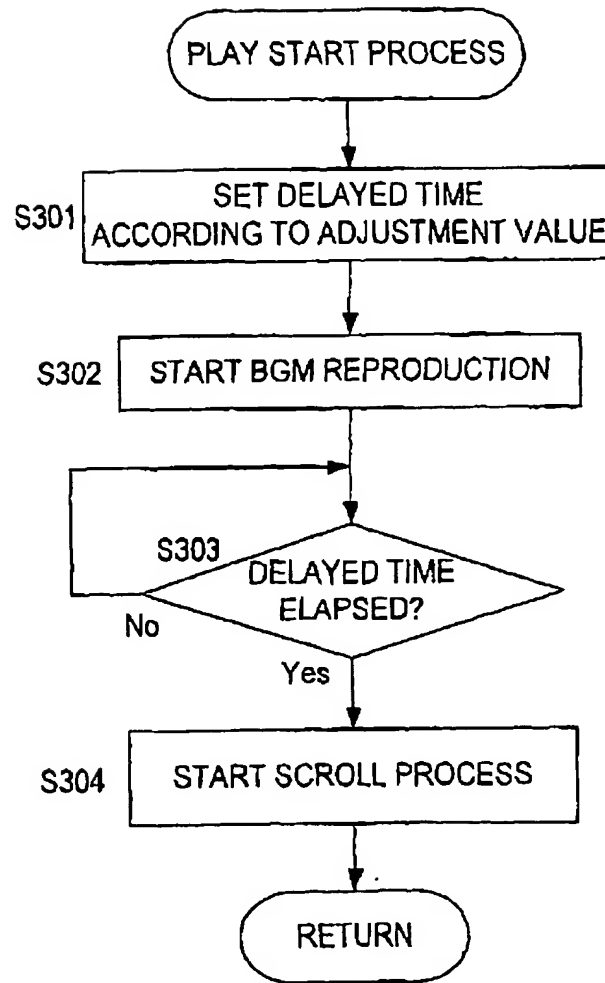 PLAY START PROCESS
S301
SET DELAYED TIME
ACCORDING TO ADJUSTMENT VALUE
S302
START BGM REPRODUCTION
S303
DELAYED TIME
ELAPSED?
No
Yes
S304
START SCROLL PROCESS
RETURN